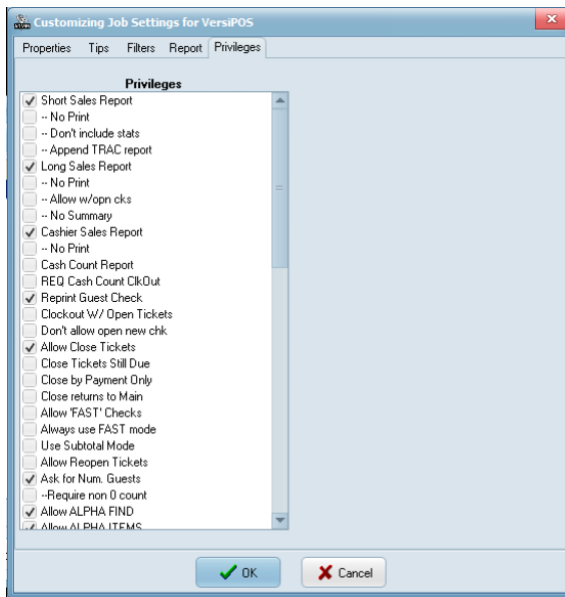 Customizing Job Settings for VersiPOS
Properties Tips Filters Report Privileges
Privileges
Short Sales Report
-- No Print
-- Don't include stats
-- Append TRAC report
Long Sales Report
-- No Print
-- Allow w/opn cks
-- No Summary
Cashier Sales Report
-- No Print
Cash Count Report
REQ Cash Count ClkOut
Reprint Guest Check
Clockout W/ Open Tickets
Don't allow open new chk
Allow Close Tickets
Close Tickets Still Due
Close by Payment Only
Close returns to Main
Allow 'FAST' Checks
Always use FAST mode
Use Subtotal Mode
Allow Reopen Tickets
Ask for Num. Guests
--Require non 0 count
Allow ALPHA FIND
Allow ALPHA ITEMS
OK Cancel